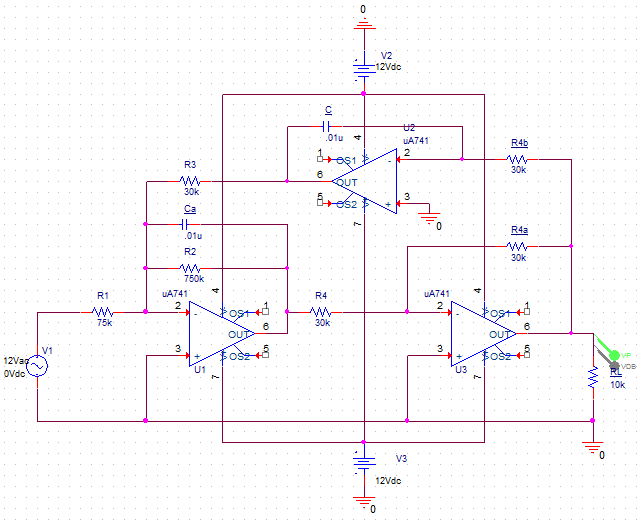 0
V2
12Vdc
C
.01u
4
U2
uA741
1
OS1
2
-
R4b
30k
R3
30k
6
OUT
5
OS2
3
+
7
0
Ca
.01u
R4a
30k
R2
750k
R1
75k
uA741
4
2
-
OS1
1
OUT
6
3
+
OS2
5
U1
7
R4
30k
uA741
4
2
-
OS1
1
OUT
6
3
+
OS2
5
U3
7
V1
12Vac
0Vdc
VP
VDB
RL
10k
0
V3
12Vdc
0